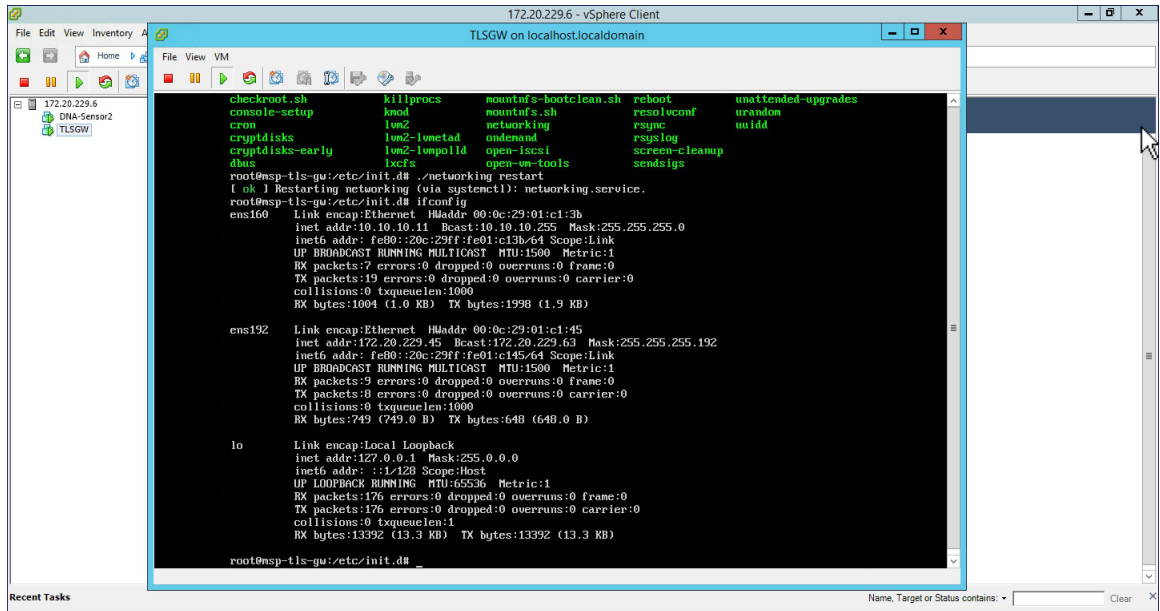 172.20.229.6 - vSphere Client
File Edit View Inventory A
TLSGW on localhost.localdomain
Home
File View VM
172.20.229.6
DNA-Sensor2
TLSGW
checkroot.sh killprocs mountnfs-bootclean.sh reboot unattended-upgrades
console-setup kmod mountnfs.sh resolvconf urandom
cron lvm2 networking rsync uuidd
cryptdisks lvm2-lvmetad ondemand rsyslog
cryptdisks-early lvm2-lvmpolld open-iscsi screen-cleanup
dbus lxcfs open-vm-tools sendsigs
root@nsp-tls-gw:/etc/init.d# ./networking restart
[ ok ] Restarting networking (via systemctl): networking.service.
root@nsp-tls-gw:/etc/init.d# ifconfig
ens160 Link encap:Ethernet HWaddr 00:0c:29:01:c1:3b
inet addr:10.10.10.11 Bcast:10.10.10.255 Mask:255.255.255.0
inet6 addr: fe80::20c:29ff:fe01:c13b/64 Scope:Link
UP BROADCAST RUNNING MULTICAST MTU:1500 Metric:1
RX packets:7 errors:0 dropped:0 overruns:0 frame:0
TX packets:19 errors:0 dropped:0 overruns:0 carrier:0
collisions:0 txqueuelen:1000
RX bytes:1004 (1.0 KB) TX bytes:1998 (1.9 KB)
ens192 Link encap:Ethernet HWaddr 00:0c:29:01:c1:45
inet addr:172.20.229.45 Bcast:172.20.229.63 Mask:255.255.255.192
inet6 addr: fe80::20c:29ff:fe01:c145/64 Scope:Link
UP BROADCAST RUNNING MULTICAST MTU:1500 Metric:1
RX packets:9 errors:0 dropped:0 overruns:0 frame:0
TX packets:8 errors:0 dropped:0 overruns:0 carrier:0
collisions:0 txqueuelen:1000
RX bytes:749 (749.0 B) TX bytes:648 (648.0 B)
lo Link encap:Local Loopback
inet addr:127.0.0.1 Mask:255.0.0.0
inet6 addr: ::1/128 Scope:Host
UP LOOPBACK RUNNING MTU:65536 Metric:1
RX packets:176 errors:0 dropped:0 overruns:0 frame:0
TX packets:176 errors:0 dropped:0 overruns:0 carrier:0
collisions:0 txqueuelen:1
RX bytes:13392 (13.3 KB) TX bytes:13392 (13.3 KB)
root@nsp-tls-gw:/etc/init.d# _
Recent Tasks
Name, Target or Status contains:
Clear